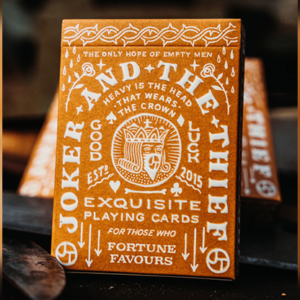 THE ONLY HOPE OF EMPTY MEN
JOKER AND THE THIEF
HEAVY IS THE HEAD
THAT WEARS
THE CROWN
GOOD LUCK
ESTD 2015
EXQUISITE
PLAYING CARDS
FOR THOSE WHO
FORTUNE
FAVOURS
THIEF